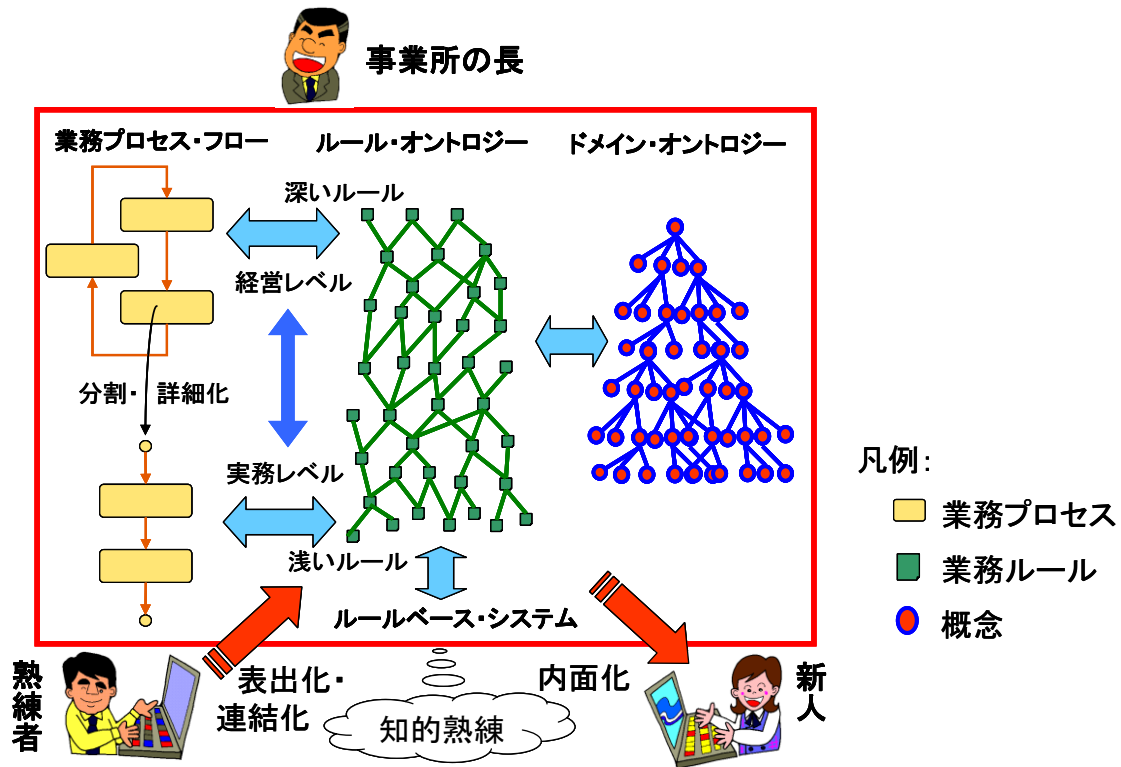 事業所の長
業務プロセス・フロー
ルール・オントロジー
ドメイン・オントロジー
深いルール
経営レベル
分割・ 詳細化
実務レベル
浅いルール
ルールベース・システム
熟練者
表出化・
連結化
知的熟練
内面化
新人
凡例：
業務プロセス
業務ルール
概念